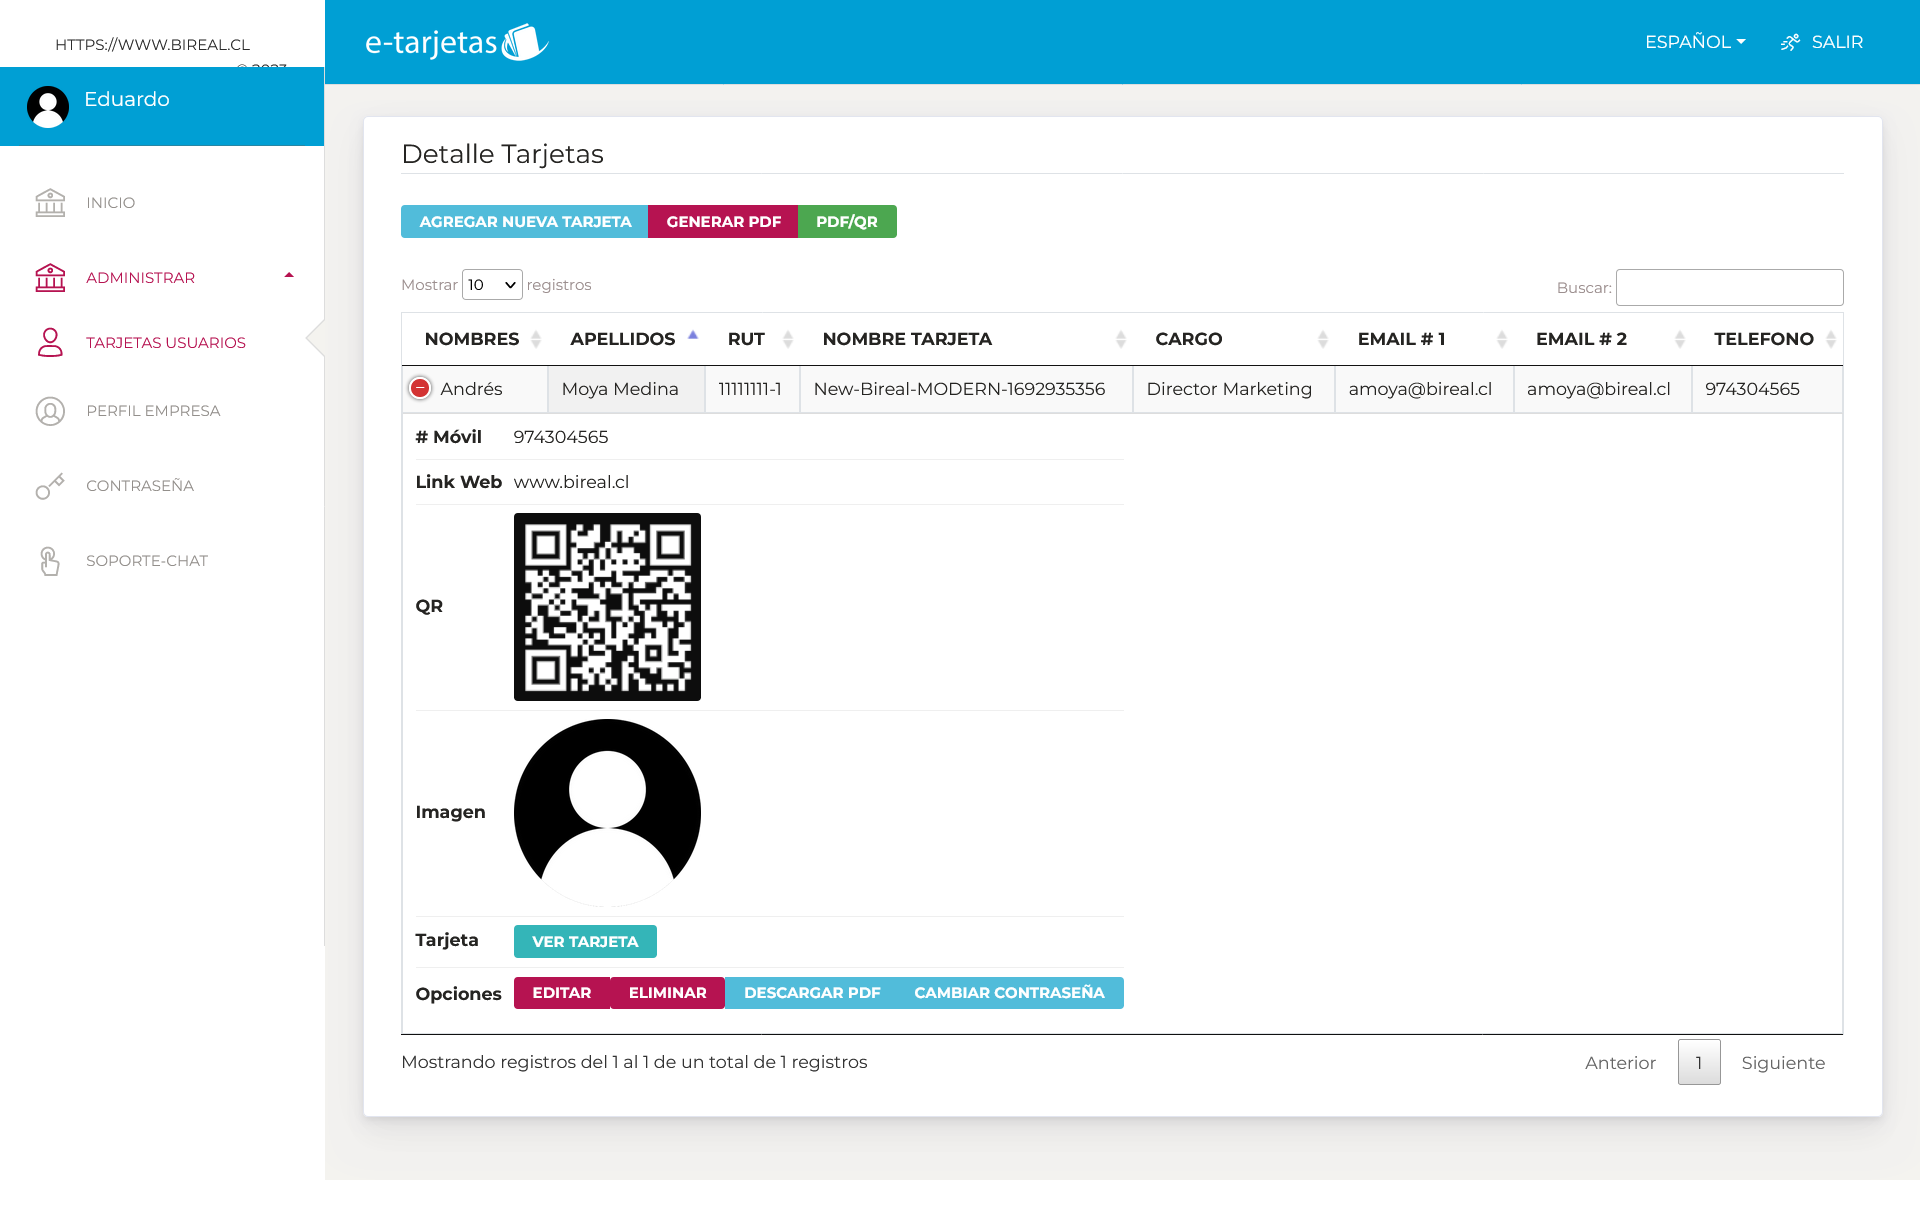 HTTPS://WWW.BIREAL.CL
Eduardo
INICIO
ADMINISTRAR
TARJETAS USUARIOS
PERFIL EMPRESA
CONTRASEÑA
SOPORTE-CHAT
e-tarjetas
ESPAÑOL
SALIR
Detalle Tarjetas
AGREGAR NUEVA TARJETA GENERAR PDF PDF/QR
Mostrar 10 registros
Buscar:
NOMBRES APELLIDOS RUT NOMBRE TARJETA CARGO EMAIL # 1 EMAIL # 2 TELEFONO
Andrés Moya Medina 11111111-1 New-Bireal-MODERN-1692935356 Director Marketing amoya@bireal.cl amoya@bireal.cl 974304565
# Móvil 974304565
Link Web www.bireal.cl
QR
Imagen
Tarjeta VER TARJETA
Opciones EDITAR ELIMINAR DESCARGAR PDF CAMBIAR CONTRASEÑA
Mostrando registros del 1 al 1 de un total de 1 registros
Anterior 1 Siguiente